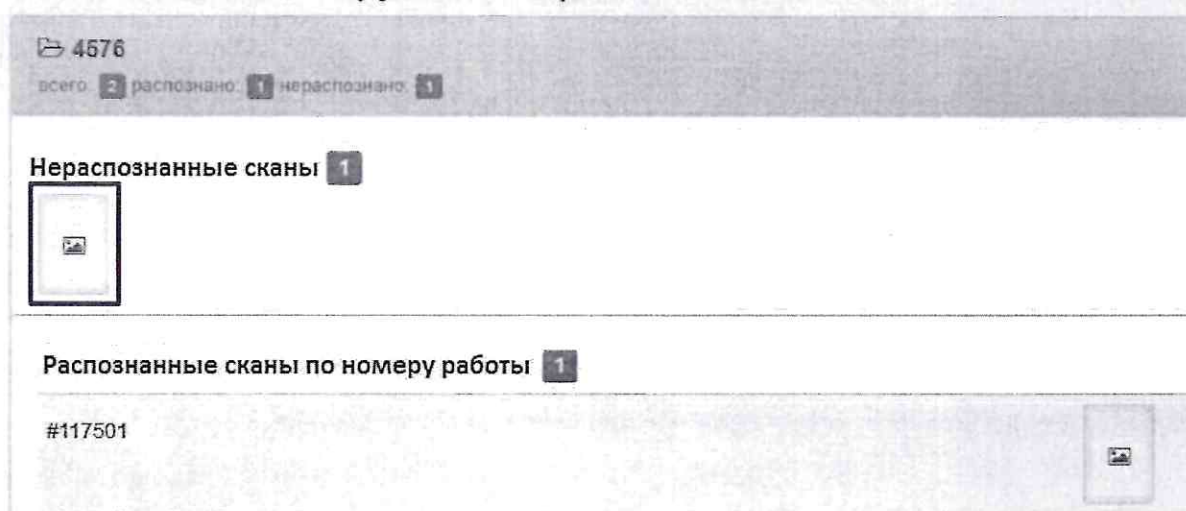 4576
всего: 2 распознано: 1 нераспознано: 1
Нераспознанные сканы 1
Распознанные сканы по номеру работы 1
#117501